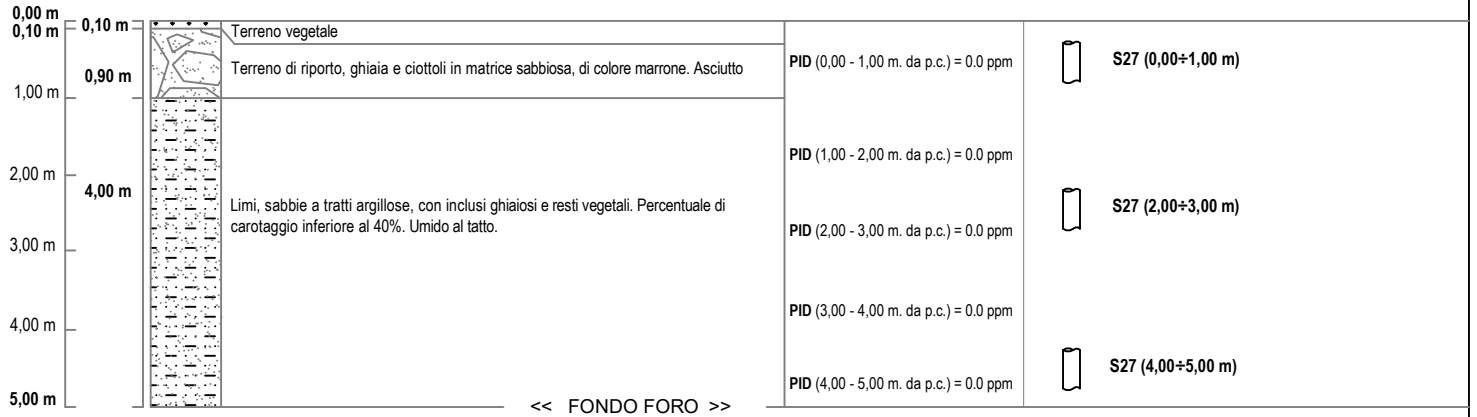 0,00 m
0,10 m
0,10 m
Terreno vegetale
0,90 m
Terreno di riporto, ghiaia e ciottoli in matrice sabbiosa, di colore marrone. Asciutto
PID (0,00 - 1,00 m. da p.c.) = 0.0 ppm
S27 (0,00÷1,00 m)
1,00 m
PID (1,00 - 2,00 m. da p.c.) = 0.0 ppm
2,00 m
4,00 m
Limi, sabbie a tratti argillose, con inclusi ghiaiosi e resti vegetali. Percentuale di
carotaggio inferiore al 40%. Umido al tatto.
PID (2,00 - 3,00 m. da p.c.) = 0.0 ppm
S27 (2,00÷3,00 m)
3,00 m
PID (3,00 - 4,00 m. da p.c.) = 0.0 ppm
4,00 m
S27 (4,00÷5,00 m)
PID (4,00 - 5,00 m. da p.c.) = 0.0 ppm
5,00 m
<< FONDO FORO >>